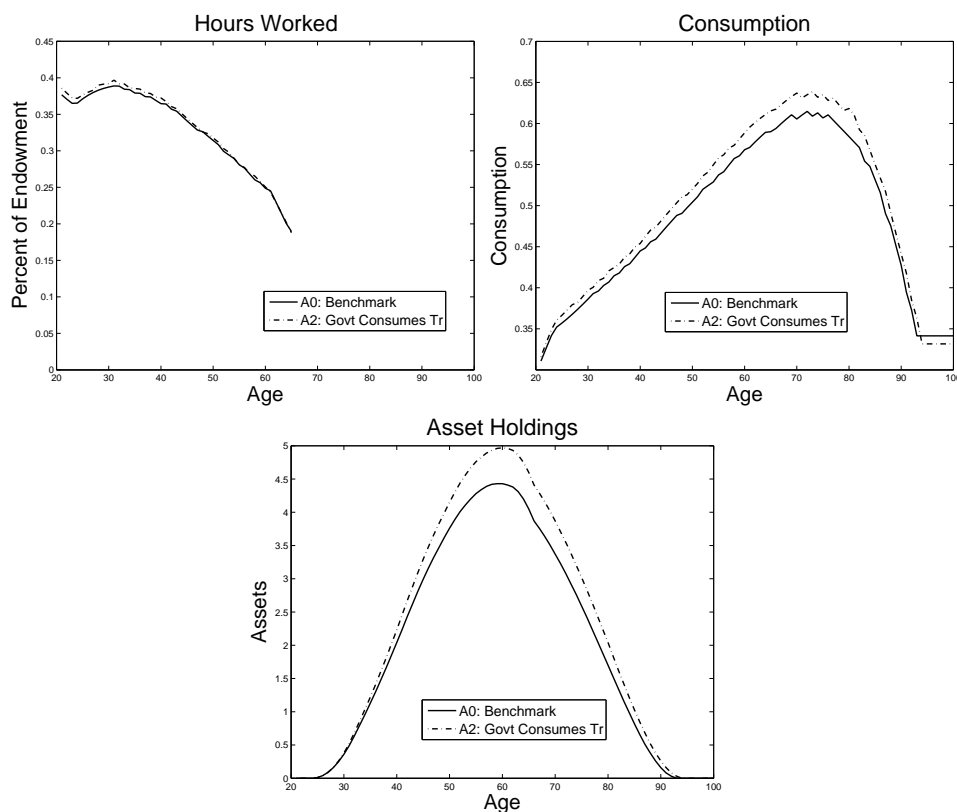 Hours Worked
Percent of Endowment
0.45
0.4
0.35
0.3
0.25
0.2
0.15
0.1
0.05
0
A0: Benchmark
A2: Govt Consumes Tr
20 30 40 50 60 70 80 90 100
Age
Consumption
Consumption
0.7
0.65
0.6
0.55
0.5
0.45
0.4
0.35
A0: Benchmark
A2: Govt Consumes Tr
20 30 40 50 60 70 80 90 100
Age
Asset Holdings
Assets
5
4.5
4
3.5
3
2.5
2
1.5
1
0.5
0
A0: Benchmark
A2: Govt Consumes Tr
20 30 40 50 60 70 80 90 100
Age